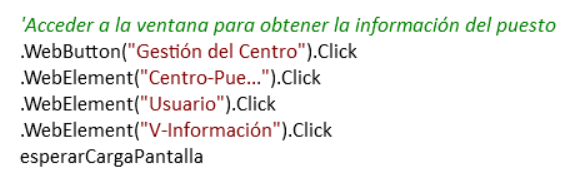 'Acceder a la ventana para obtener la información del puesto
.WebButton("Gestión del Centro").Click
.WebElement("Centro-Pue...").Click
.WebElement("Usuario").Click
.WebElement("V-Información").Click
esperarCargaPantalla